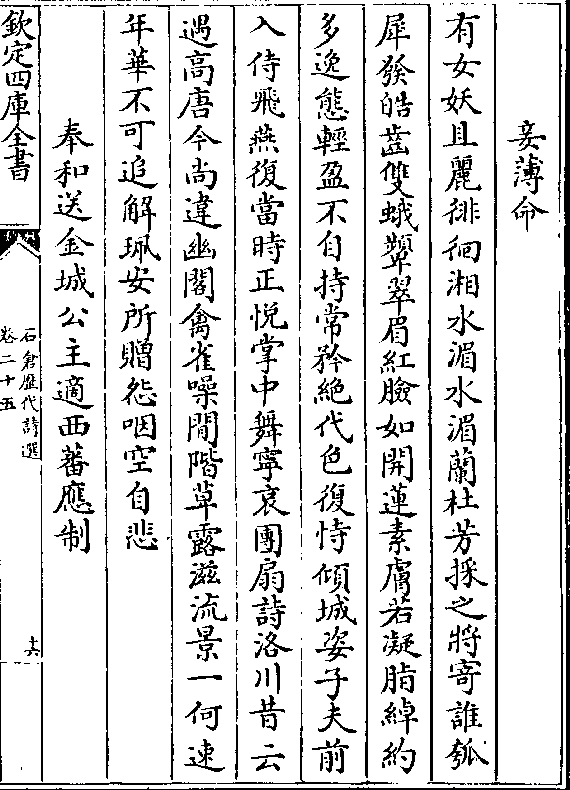 妾薄命
有女妖且麗徘徊湘水湄水湄蘭杜芳採之將寄誰瓠
犀發皓齒雙蛾顰翠眉紅臉如開蓮素膚若凝脂綽約
多逸態輕盈不自持常矜絶代色復恃傾城姿子夫前
入侍飛燕復當時正悅掌中舞寧哀團扇詩洛川昔云
遇高唐今尚違幽閣禽雀噪閒階草露滋流景一何速
年華不可追解珮安所贈怨咽空自悲
奉和送金城公主適西蕃應制
欽定四庫全書
石倉歷代詩選
卷二十五
十六